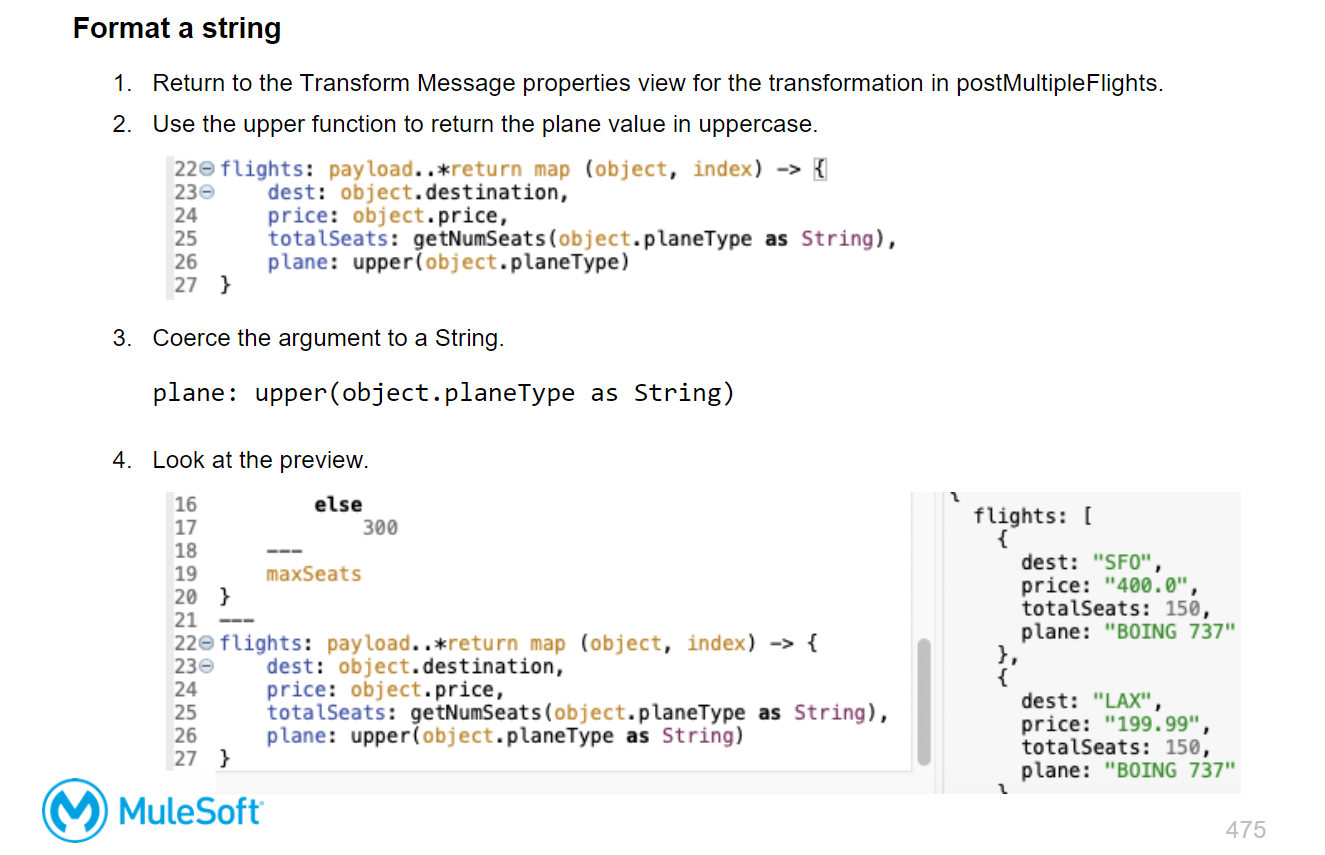 Format a string
1. Return to the Transform Message properties view for the transformation in postMultipleFlights.
2. Use the upper function to return the plane value in uppercase.
22 flights: payload..*return map (object, index) -> {
23 dest: object.destination,
24 price: object.price,
25 totalSeats: getNumSeats(object.planeType as String),
26 plane: upper(object.planeType)
27 }
3. Coerce the argument to a String.
plane: upper(object.planeType as String)
4. Look at the preview.
16 else
17 300
18 ---
19 maxSeats
20 }
21 ---
22 flights: payload..*return map (object, index) -> {
23 dest: object.destination,
24 price: object.price,
25 totalSeats: getNumSeats(object.planeType as String),
26 plane: upper(object.planeType as String)
27 }
flights: [
{
dest: "SFO",
price: "400.0",
totalSeats: 150,
plane: "BOING 737"
},
{
dest: "LAX",
price: "199.99",
totalSeats: 150,
plane: "BOING 737"
MuleSoft
475